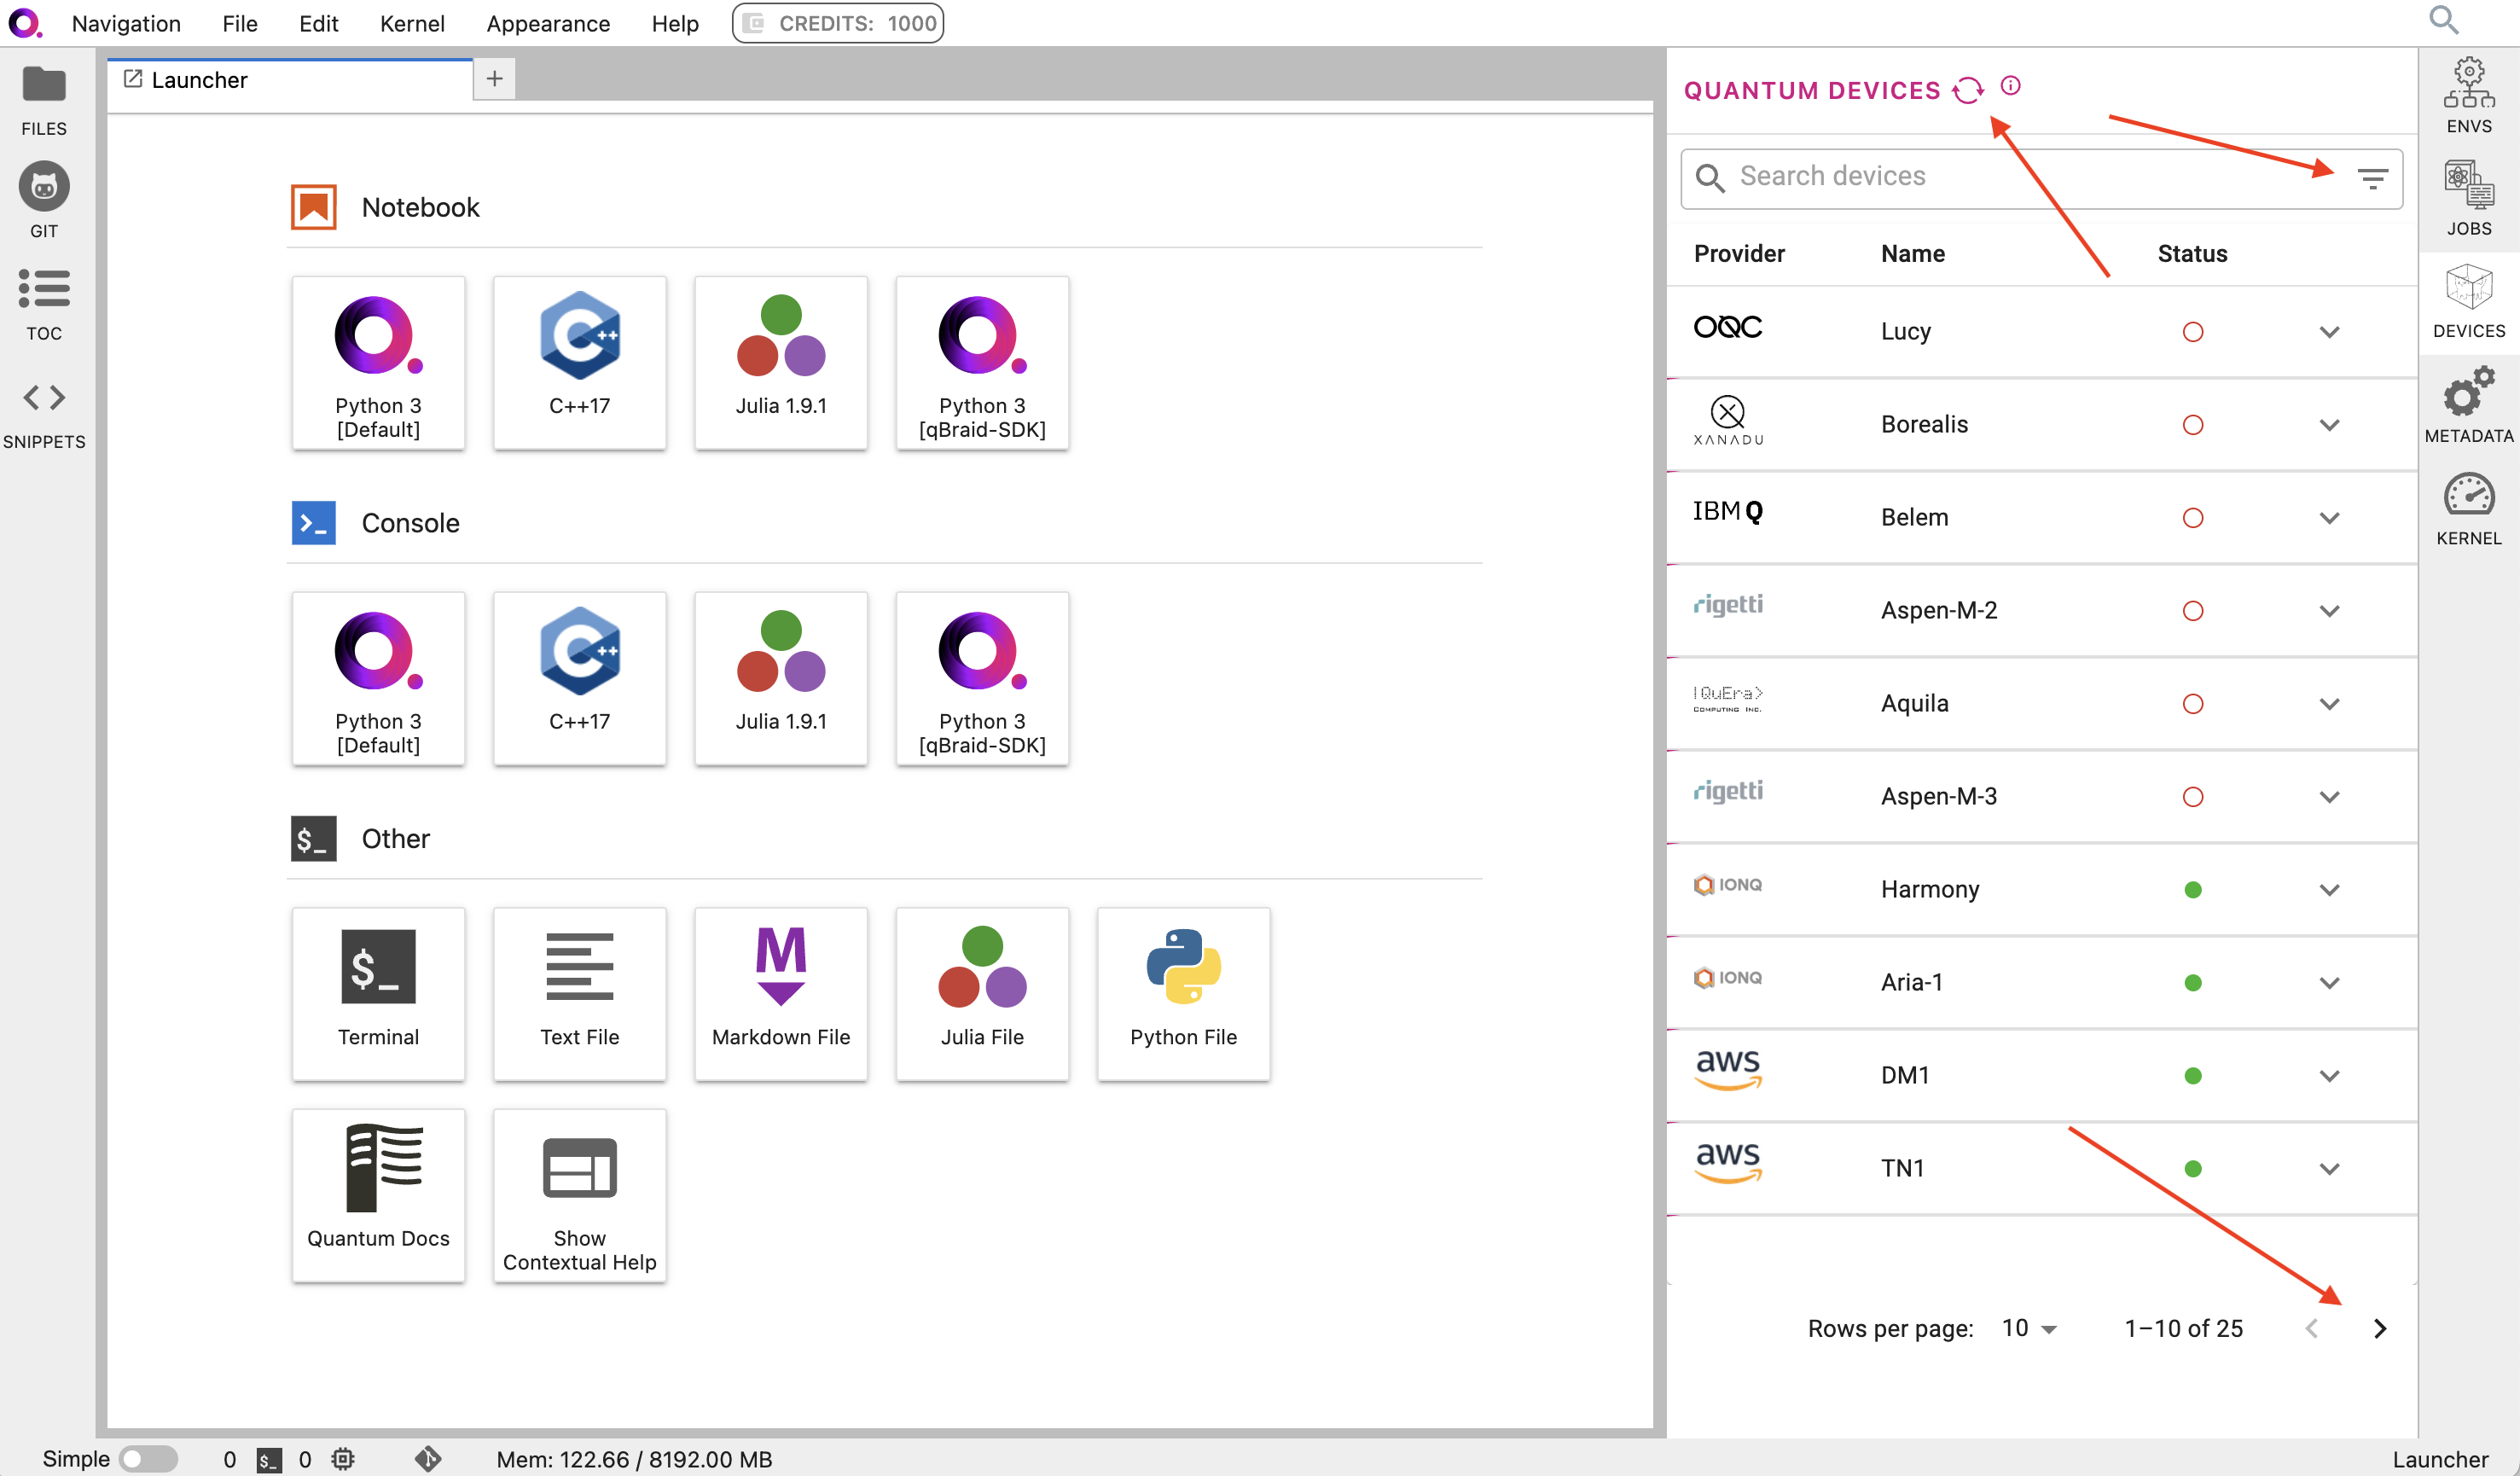 Navigation File Edit Kernel Appearance Help CREDITS: 1000
FILES
GIT
TOC
SNIPPETS
Launcher
Notebook
Python 3
[Default]
C++17
Julia 1.9.1
Python 3
[qBraid-SDK]
Console
Python 3
[Default]
C++17
Julia 1.9.1
Python 3
[qBraid-SDK]
Other
$_
Terminal
Text File
M
Markdown File
Julia File
Python File
Quantum Docs
Show
Contextual Help
QUANTUM DEVICES
Search devices
Provider Name Status
OQC Lucy
XANADU Borealis
IBM Q Belem
rigetti Aspen-M-2
|QuEra>
COMPUTING INC.
Aquila
rigetti Aspen-M-3
IONQ Harmony
IONQ Aria-1
aws DM1
aws TN1
Rows per page: 10 1–10 of 25
ENVS
JOBS
DEVICES
METADATA
KERNEL
Simple 0 $_ 0 Mem: 122.66 / 8192.00 MB Launcher